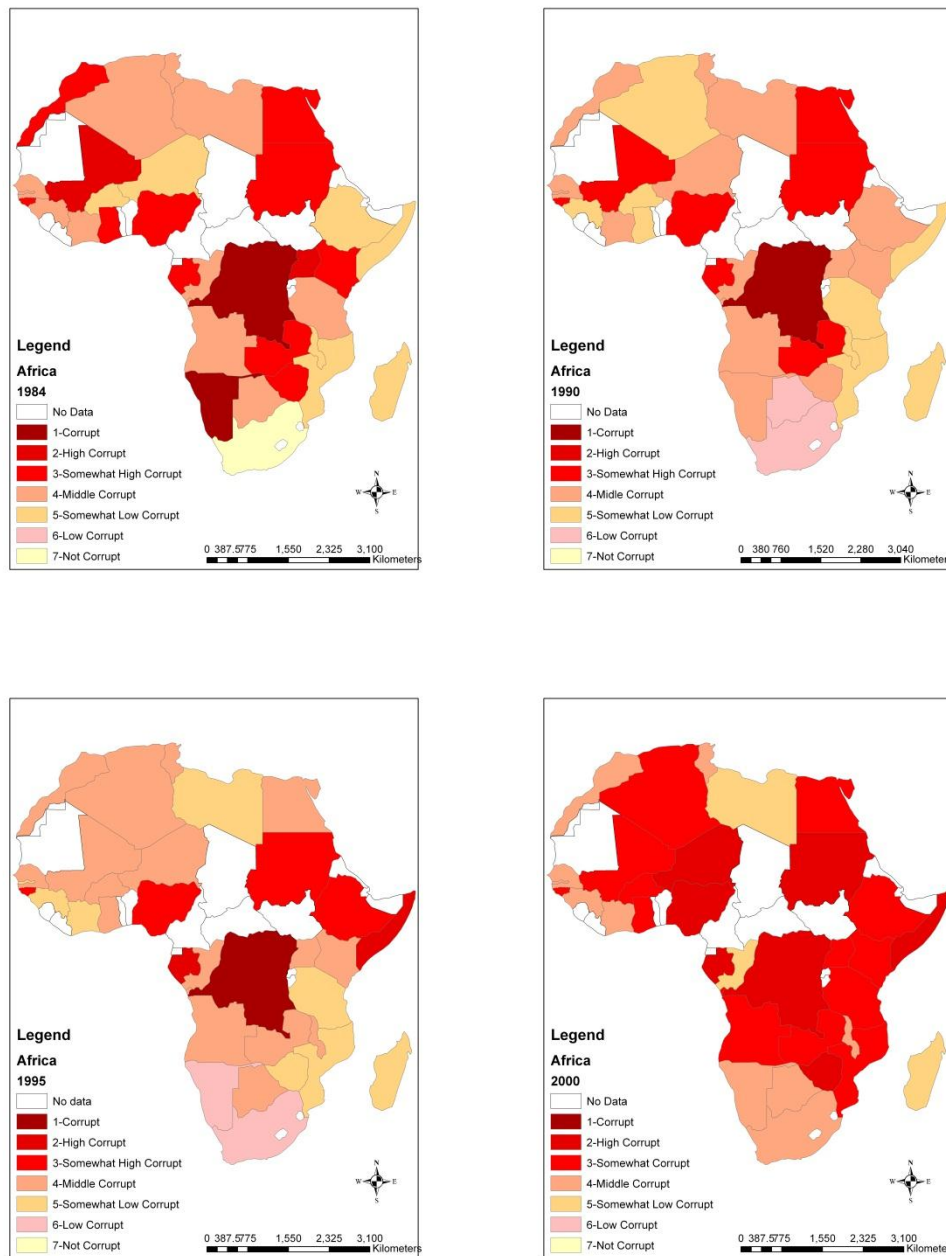 Legend
Africa
1984
No Data
1-Corrupt
2-High Corrupt
3-Somewhat High Corrupt
4-Middle Corrupt
5-Somewhat Low Corrupt
6-Low Corrupt
7-Not Corrupt
N
W E
S
0 387.5775 1,550 2,325 3,100
Kilometers
Legend
Africa
1990
No Data
1-Corrupt
2-High Corrupt
3-Somewhat High Corrupt
4-Midle Corrupt
5-Somewhat Low Corrupt
6-Low Corrupt
7-Not Corrupt
N
W E
S
0 380 760 1,520 2,280 3,040
Kilometers
Legend
Africa
1995
No data
1-Corrupt
2-High Corrupt
3-Somewhat High Corrupt
4-Middle Corrupt
5-Somewhat Low Corrupt
6-Low Corrupt
7-Not Corrupt
N
W E
S
0 387.5775 1,550 2,325 3,100
Kilometers
Legend
Africa
2000
No Data
1-Corrupt
2-High Corrupt
3-Somewhat Corrupt
4-Middle Corrupt
5-Somewhat Low Corrupt
6-Low Corrupt
7-Not Corrupt
N
W E
S
0 387.5775 1,550 2,325 3,100
Kilometers